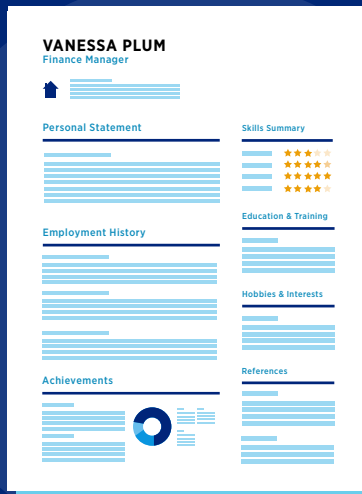 VANESSA PLUM
Finance Manager
Personal Statement
Employment History
Achievements
Skills Summary
Education & Training
Hobbies & Interests
References